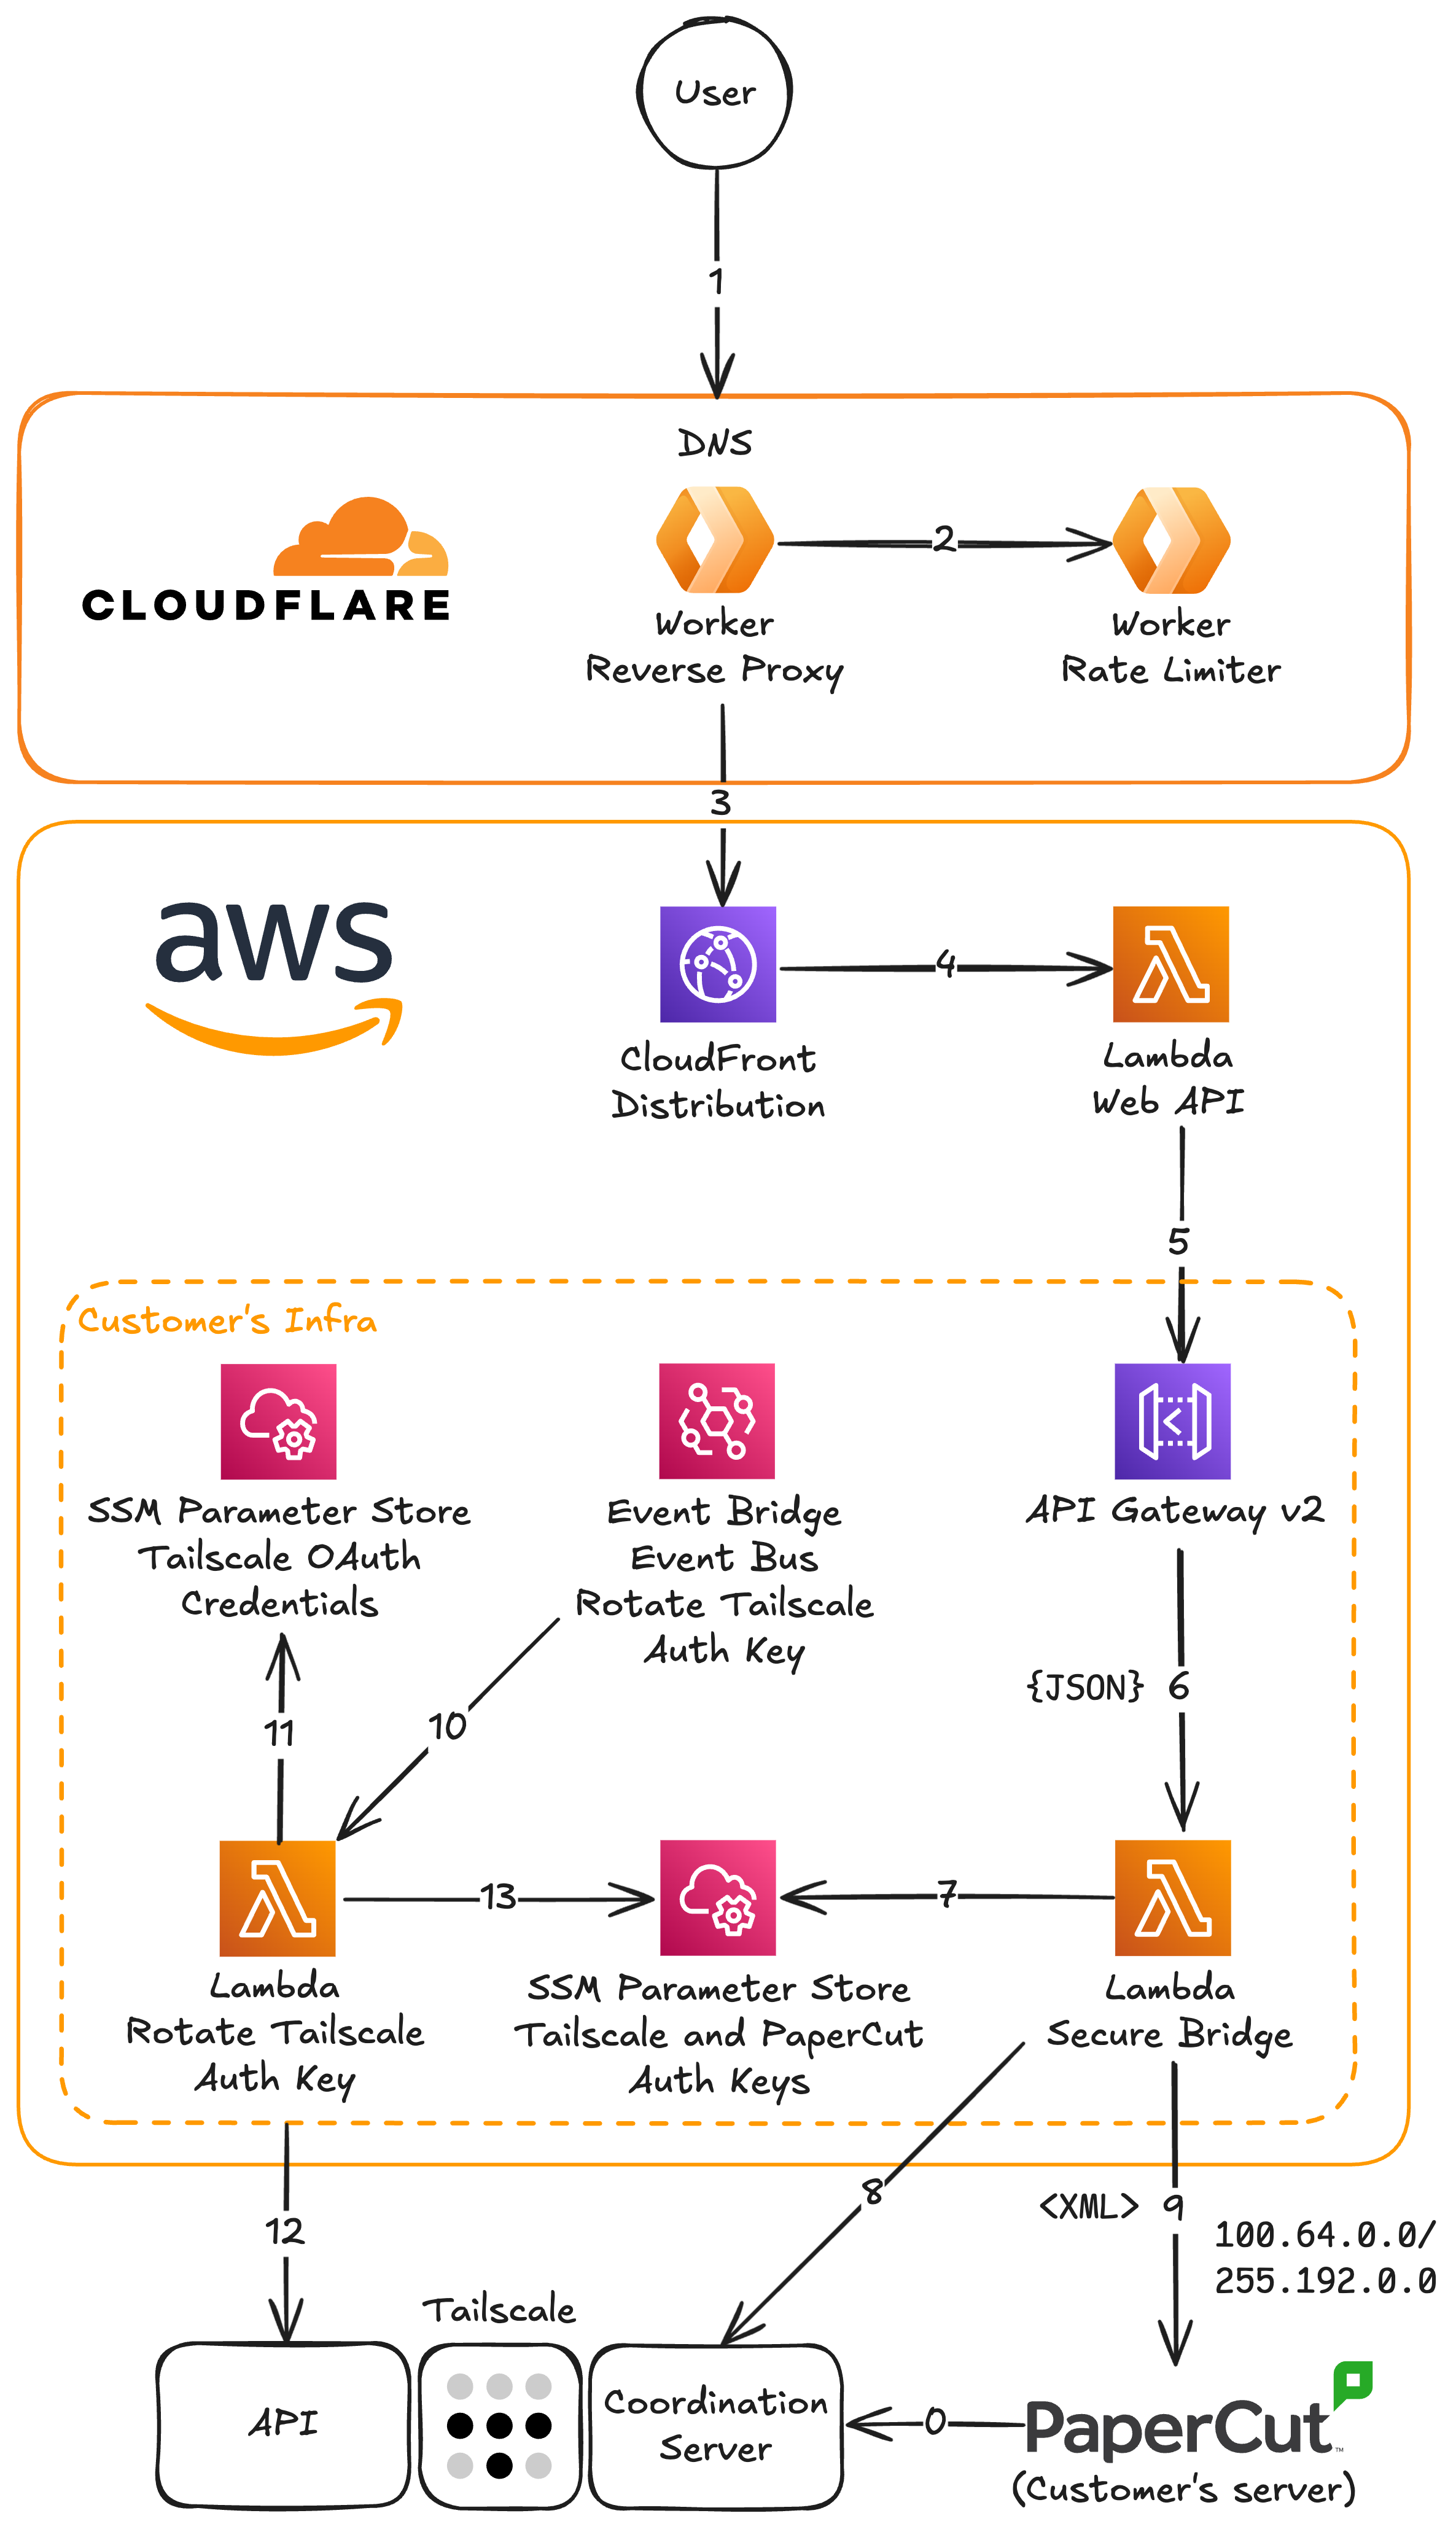 User
1
DNS
CLOUDFLARE
2
Worker
Reverse Proxy
Worker
Rate Limiter
3
aws
4
CloudFront
Distribution
Lambda
Web API
5
Customer's Infra
SSM Parameter Store
Tailscale OAuth
Credentials
Event Bridge
Event Bus
Rotate Tailscale
Auth Key
API Gateway v2
{JSON} 6
11
10
13
7
Lambda
Rotate Tailscale
Auth Key
SSM Parameter Store
Tailscale and PaperCut
Auth Keys
Lambda
Secure Bridge
8
<XML> 9
12
100.64.0.0/
255.192.0.0
Tailscale
API
Coordination
Server
0
PaperCut™
(Customer's server)